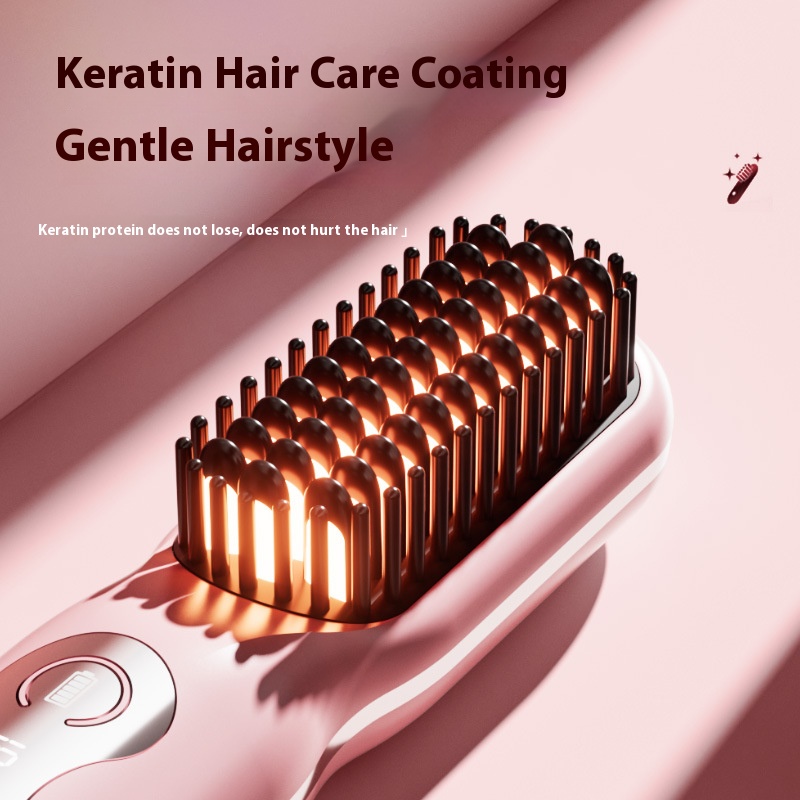 Keratin Hair Care Coating
Gentle Hairstyle
Keratin protein does not lose, does not hurt the hair 」